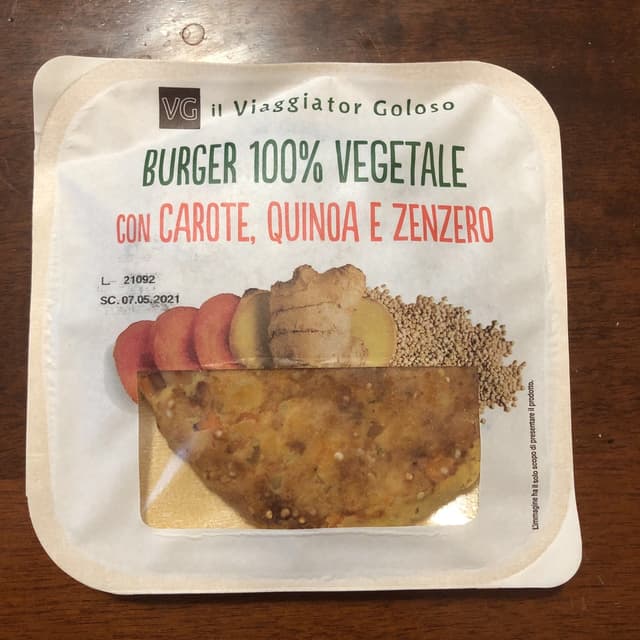 VG il Viaggiator Goloso
BURGER 100% VEGETALE
CON CAROTE, QUINOA E ZENZERO
L 21092
SC. 07.05.2021
L'immagine ha il solo scopo di presentare il prodotto.